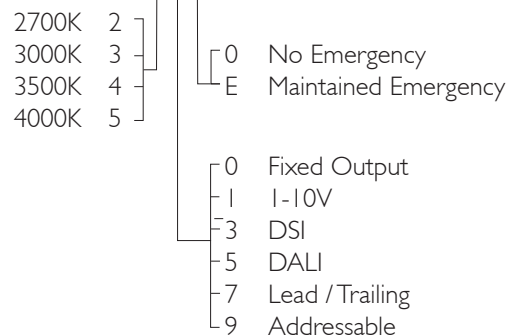 2700K 2
3000K 3
3500K 4
4000K 5
0 No Emergency
E Maintained Emergency
0 Fixed Output
1 1-10V
3 DSI
5 DALI
7 Lead / Trailing
9 Addressable